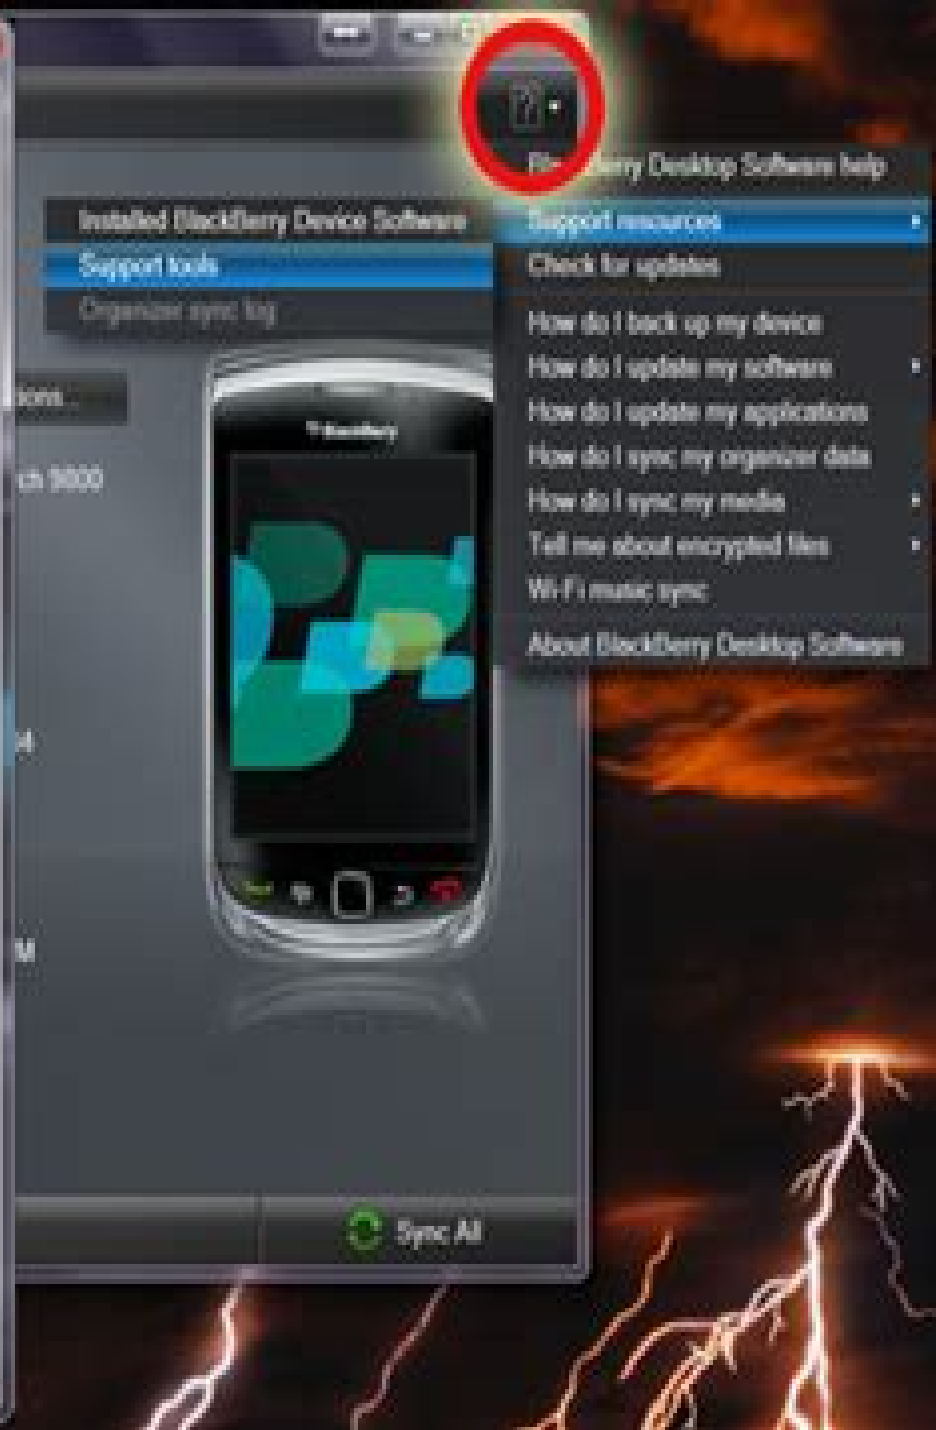 ?
BlackBerry Desktop Software help
Installed BlackBerry Device Software
Support resources
Support tools
Check for updates
Organizer sync log
How do I back up my device
How do I update my software
How do I update my applications
How do I sync my organizer data
How do I sync my media
Tell me about encrypted files
Wi-Fi music sync
About BlackBerry Desktop Software
ions...
BlackBerry
ch 9800
M
Sync All